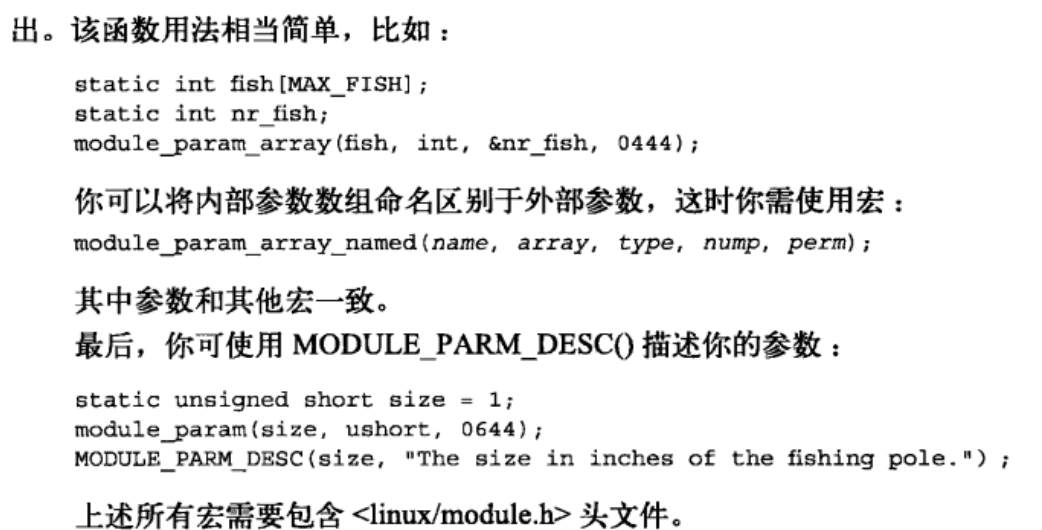 出。该函数用法相当简单，比如：
static int fish[MAX_FISH];
static int nr_fish;
module_param_array(fish, int, &nr_fish, 0444);
你可以将内部参数数组命名区别于外部参数，这时你需使用宏：
module_param_array_named(name, array, type, nump, perm);
其中参数和其他宏一致。
最后，你可使用 MODULE_PARM_DESC() 描述你的参数：
static unsigned short size = 1;
module_param(size, ushort, 0644);
MODULE_PARM_DESC(size, "The size in inches of the fishing pole.") ;
上述所有宏需要包含 <linux/module.h> 头文件。